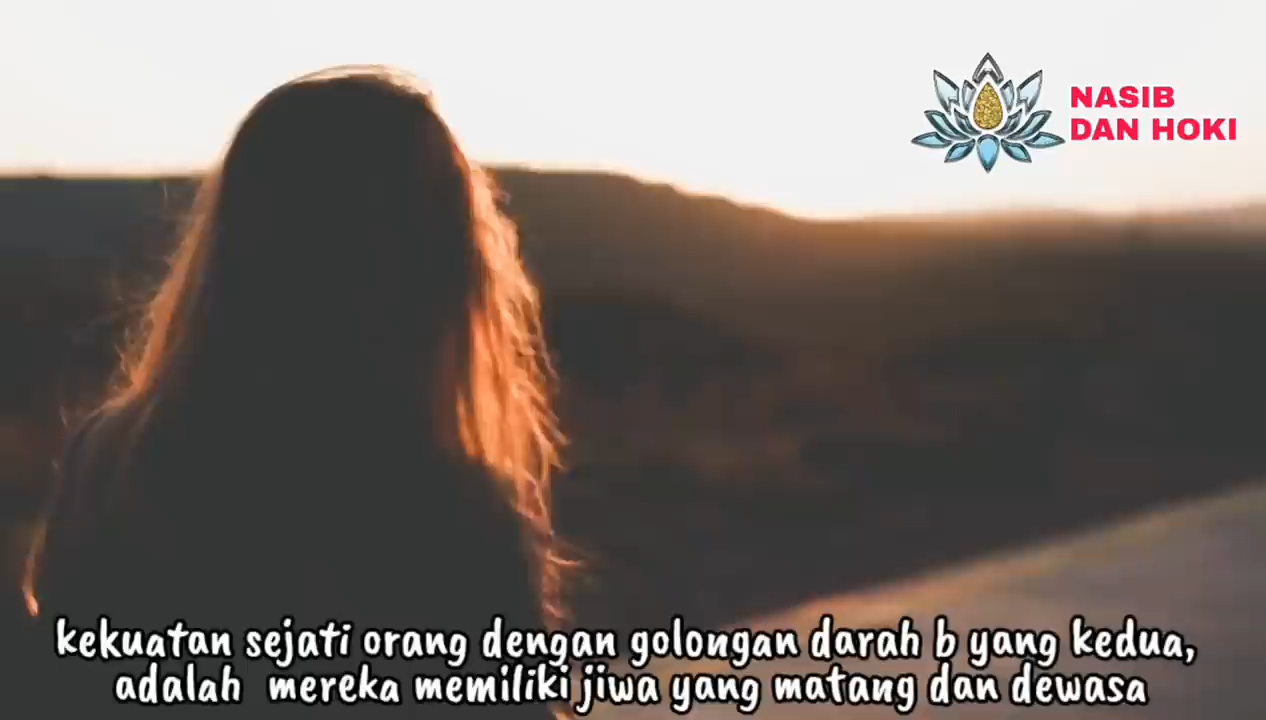 NASIB
DAN HOKI
kekuatan sejati orang dengan golongan darah b yang kedua,
adalah mereka memiliki jiwa yang matang dan dewasa